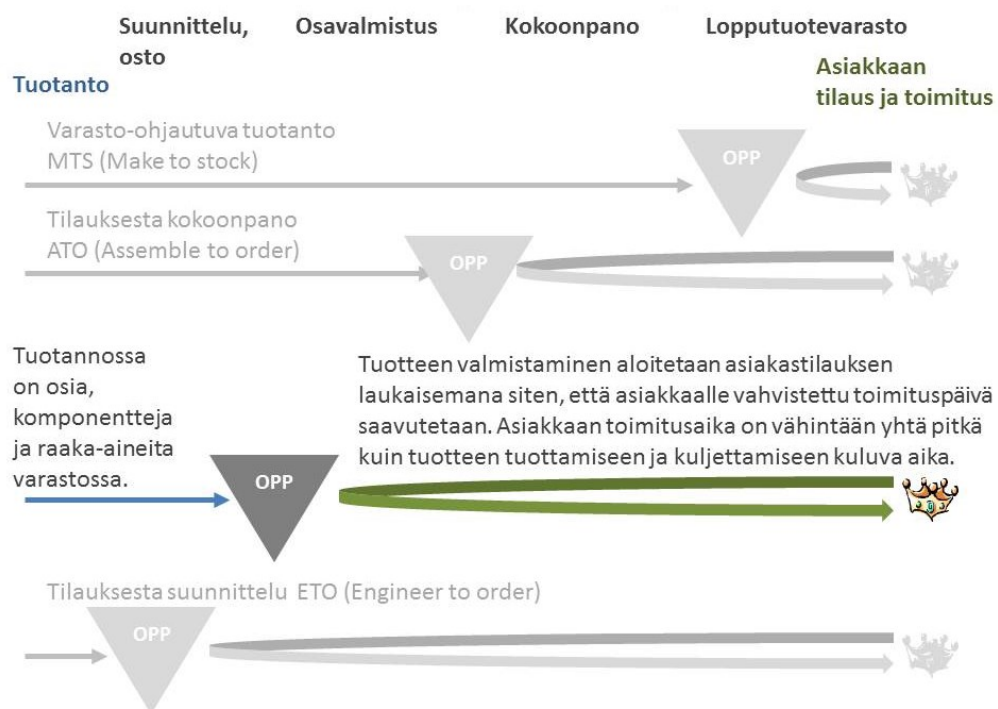 Suunnittelu,
osto
Osavalmistus
Kokoonpano
Lopputuotevarasto
Tuotanto
Asiakkaan
tilaus ja toimitus
Varasto-ohjautuva tuotanto
MTS (Make to stock)
OPP
Tilauksesta kokoonpano
ATO (Assemble to order)
OPP
Tuotannossa
on osia,
komponentteja
ja raaka-aineita
varastossa.
Tuotteen valmistaminen aloitetaan asiakastilauksen
laukaisemana siten, että asiakkaalle vahvistettu toimituspäivä
saavutetaan. Asiakkaan toimitusaika on vähintään yhtä pitkä
kuin tuotteen tuottamiseen ja kuljettamiseen kuluva aika.
OPP
Tilauksesta suunnittelu ETO (Engineer to order)
OPP